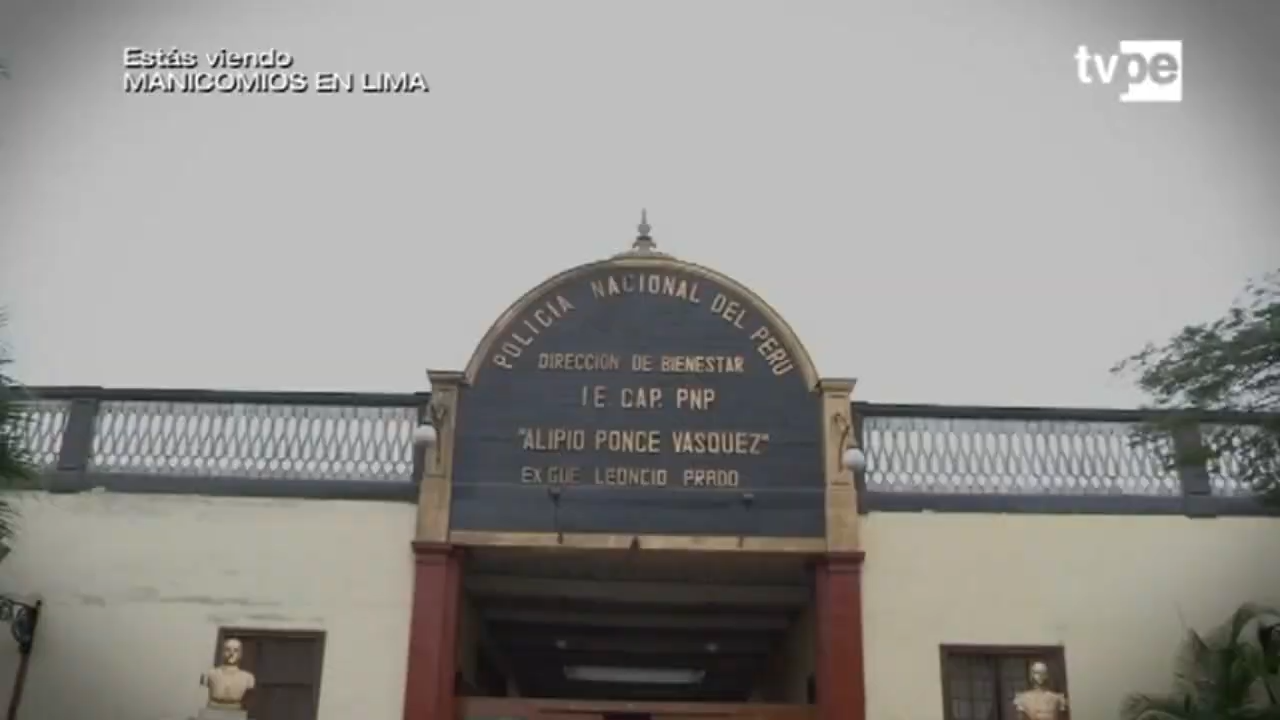 Estás viendo
MANICOMIOS EN LIMA
tvpe
POLICIA NACIONAL DEL PERU
DIRECCION DE BIENESTAR
I E. CAP. PNP
"ALIPIO PONCE VASQUEZ"
EX GUE LEONCIO PRADO